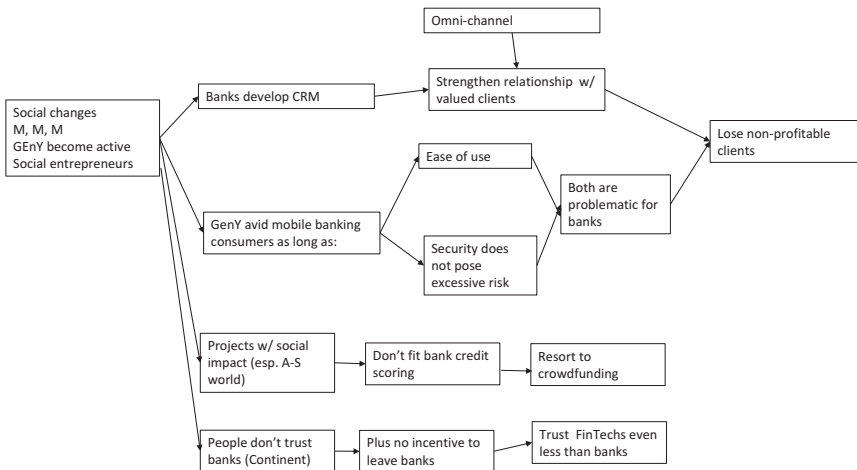 Omni-channel
Banks develop CRM
Strengthen relationship w/
valued clients
Social changes
M, M, M
GEnY become active
Social entrepreneurs
Lose non-profitable
clients
Ease of use
GenY avid mobile banking
consumers as long as:
Both are
problematic for
banks
Security does
not pose
excessive risk
Projects w/ social
impact (esp. A-S
world)
Don't fit bank credit
scoring
Resort to
crowdfunding
People don't trust
banks (Continent)
Plus no incentive to
leave banks
Trust FinTechs even
less than banks